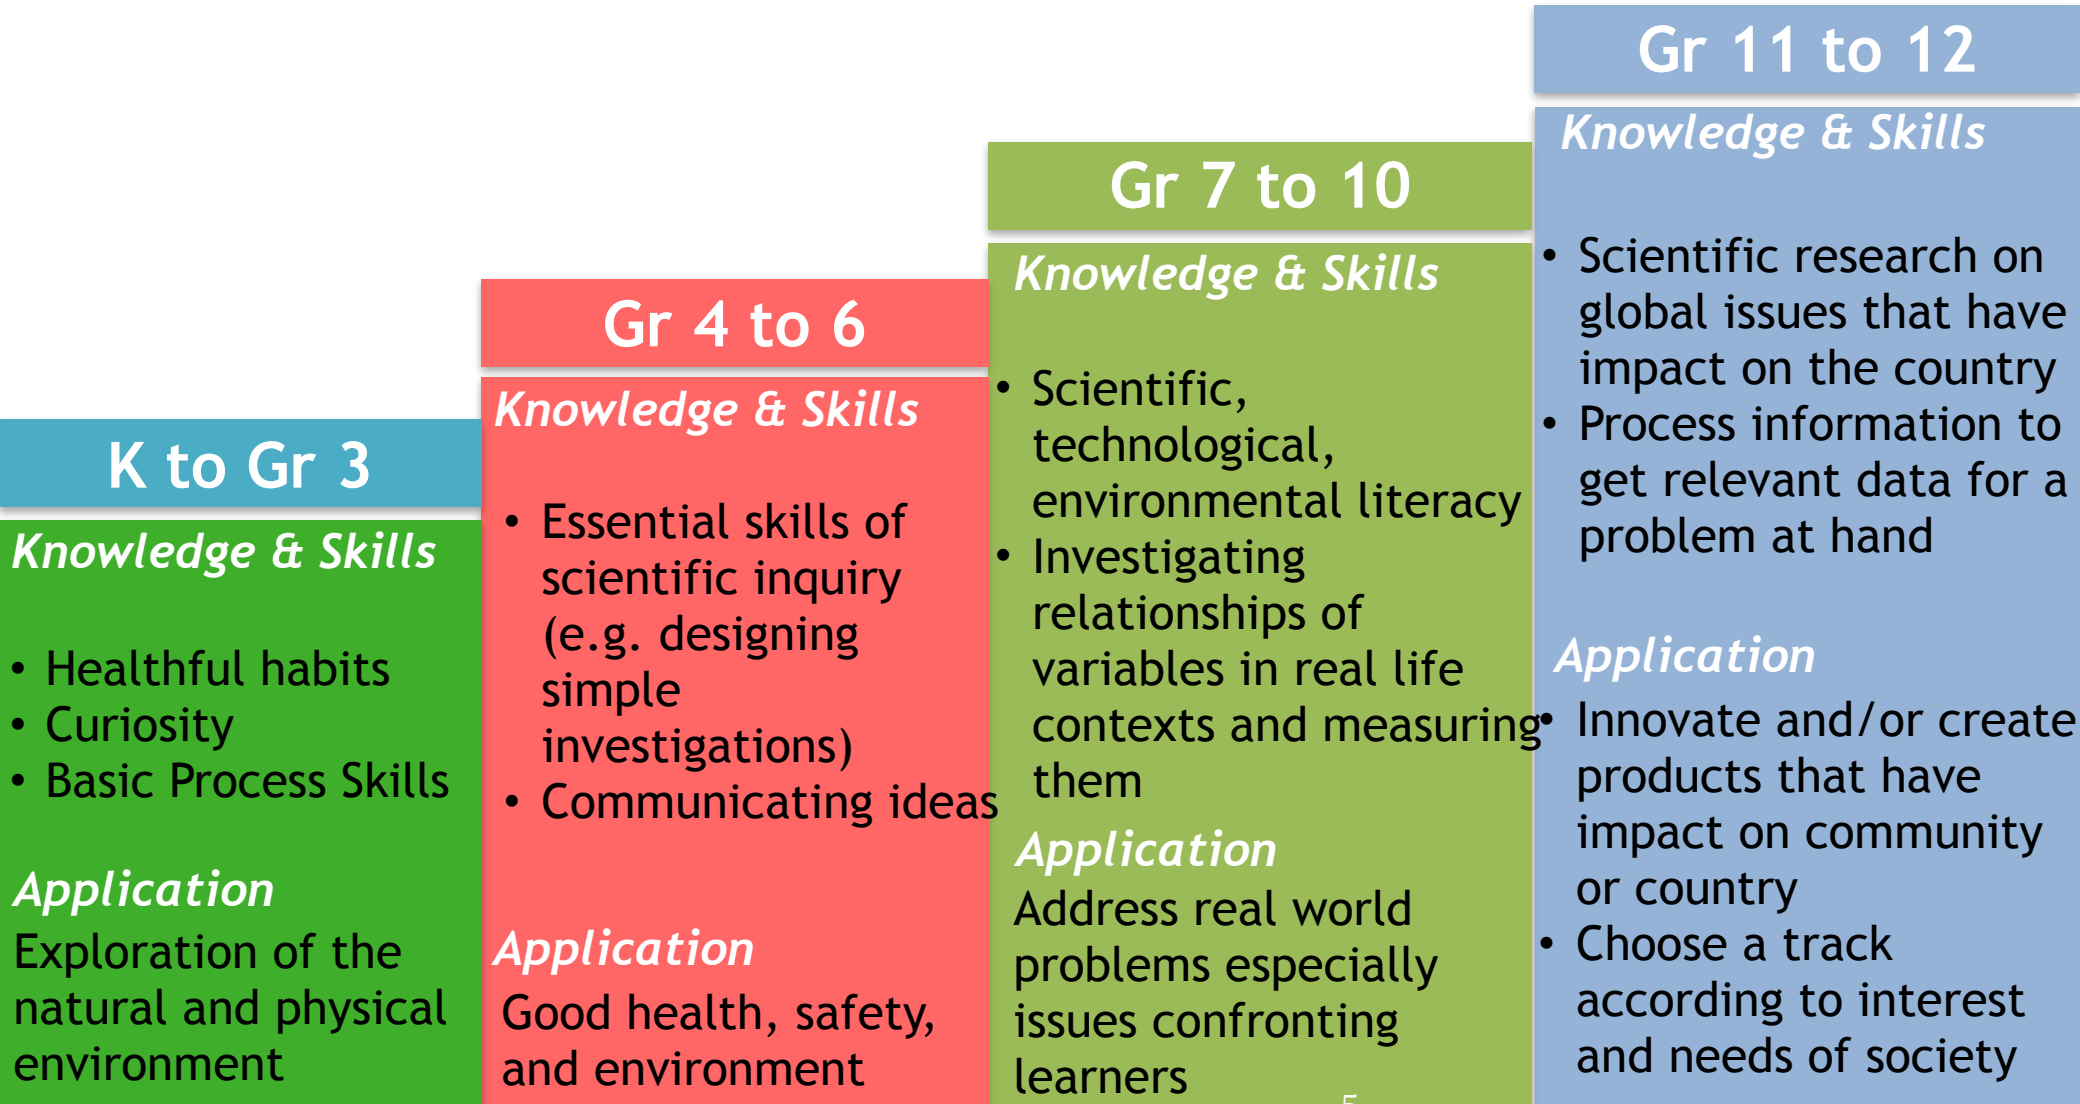 K to Gr 3
Knowledge & Skills
• Healthful habits
• Curiosity
• Basic Process Skills
Application
Exploration of the
natural and physical
environment
Gr 4 to 6
Knowledge & Skills
• Essential skills of
scientific inquiry
(e.g. designing
simple
investigations)
• Communicating ideas
Application
Good health, safety,
and environment
Gr 7 to 10
Knowledge & Skills
• Scientific,
technological,
environmental literacy
• Investigating
relationships of
variables in real life
contexts and measuring
them
Application
Address real world
problems especially
issues confronting
learners
5
Gr 11 to 12
Knowledge & Skills
• Scientific research on
global issues that have
impact on the country
• Process information to
get relevant data for a
problem at hand
Application
• Innovate and/or create
products that have
impact on community
or country
• Choose a track
according to interest
and needs of society